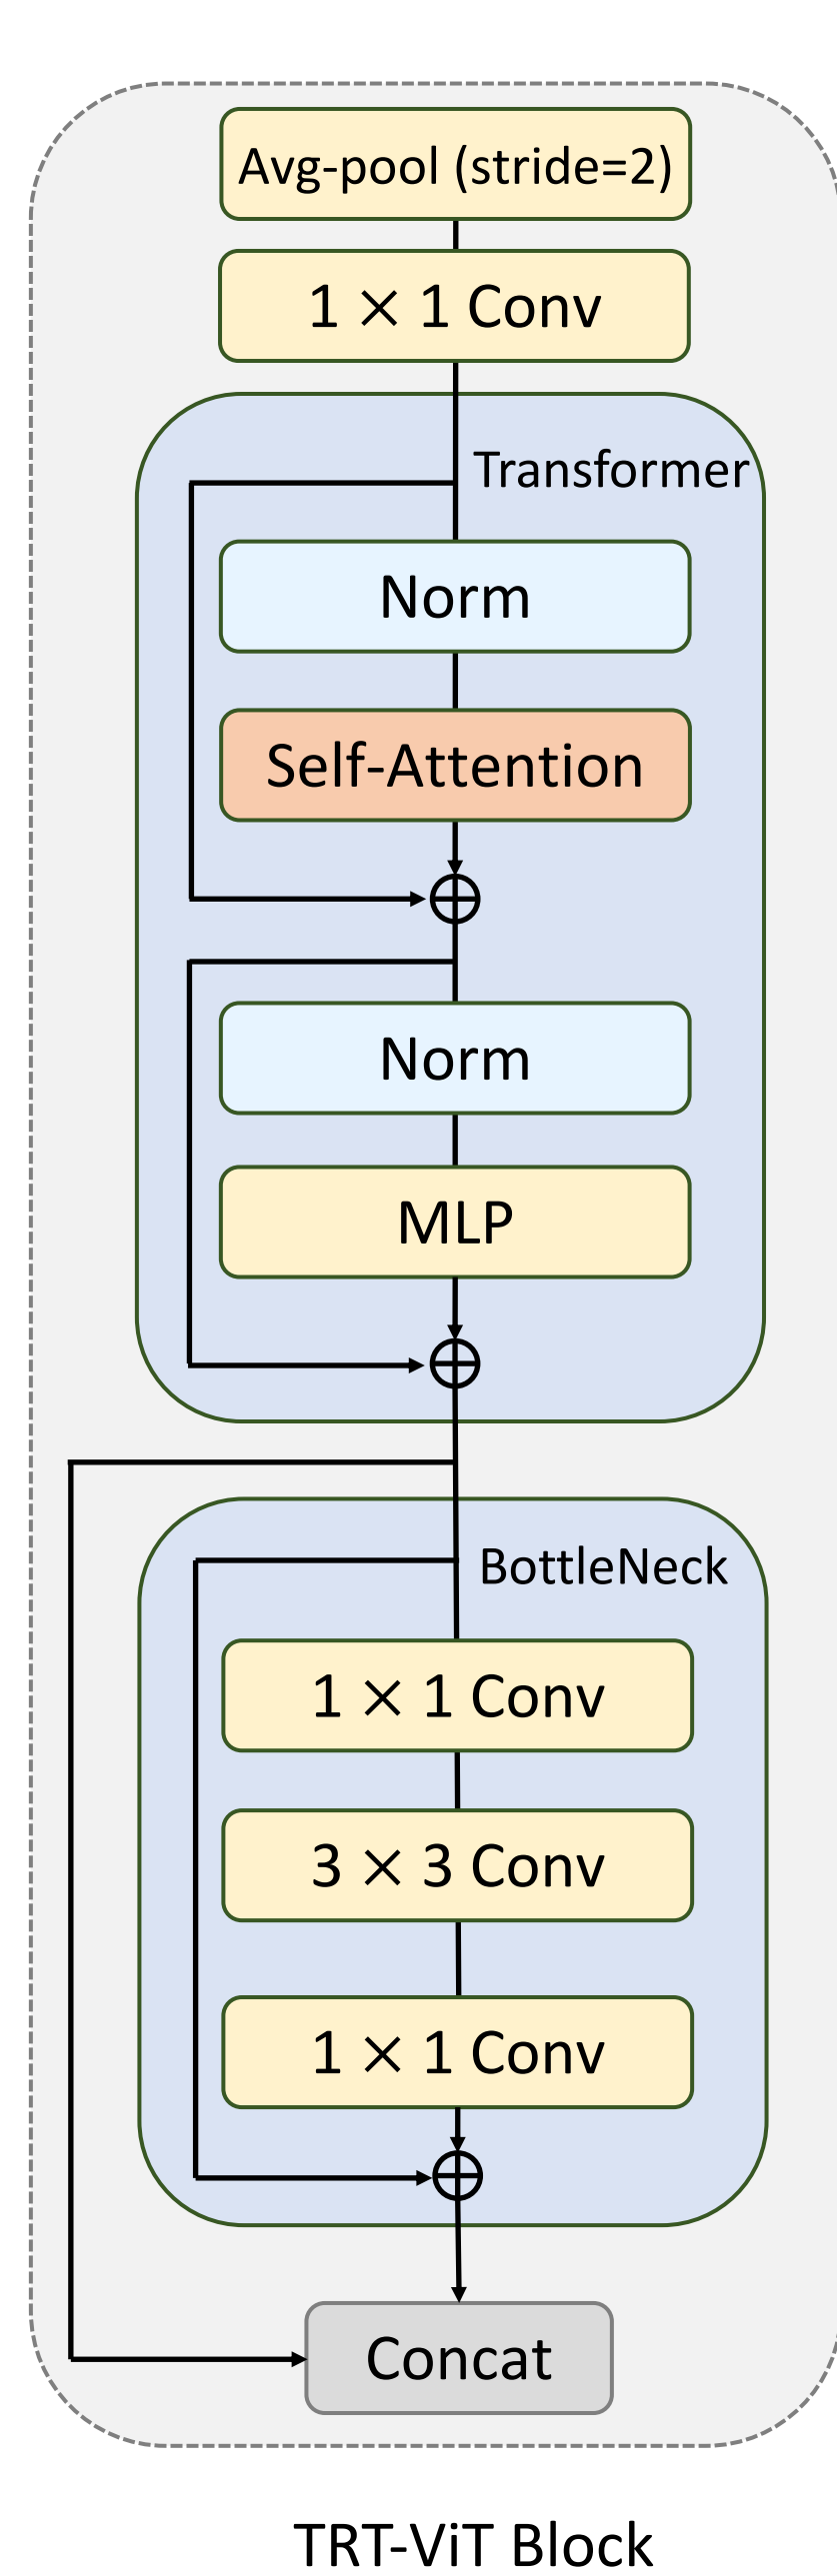 Avg-pool (stride=2)
1 × 1 Conv
Transformer
Norm
Self-Attention
Norm
MLP
BottleNeck
1 × 1 Conv
3 × 3 Conv
1 × 1 Conv
Concat
TRT-ViT Block